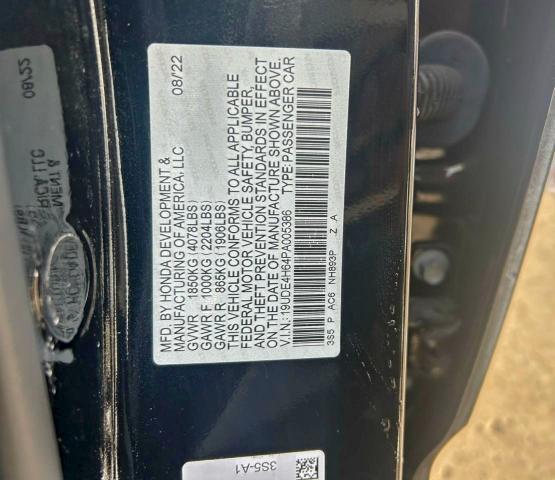 MFD. BY HONDA DEVELOPMENT &
MANUFACTURING OF AMERICA, LLC 08/22
GVWR 1850KG (4078LBS)
GAWR F 1000KG (2204LBS)
GAWR R 865KG (1906LBS)
THIS VEHICLE CONFORMS TO ALL APPLICABLE
FEDERAL MOTOR VEHICLE SAFETY, BUMPER,
AND THEFT PREVENTION STANDARDS IN EFFECT
ON THE DATE OF MANUFACTURE SHOWN ABOVE.
V.I.N.: 19UDE4H64PA005386 TYPE: PASSENGER CAR
3S5 P AC6 NH893P Z A
3S5-A1
08/22